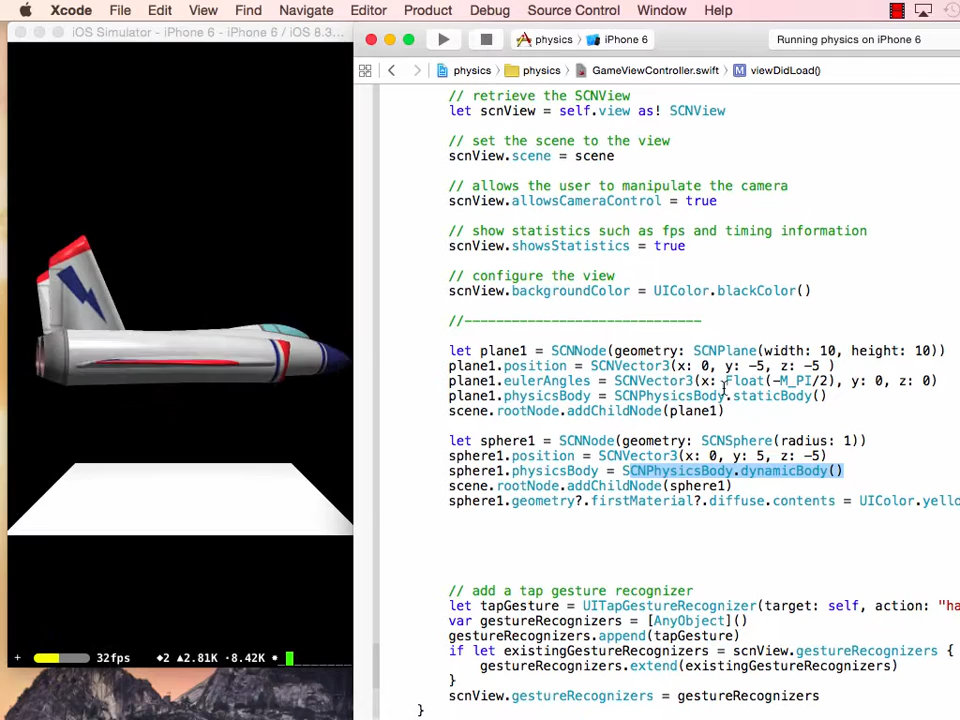 Xcode File Edit View Find Navigate Editor Product Debug Source Control Window Help
iOS Simulator - iPhone 6 - iPhone 6 / iOS 8.3...
physics iPhone 6 Running physics on iPhone 6
physics physics GameViewController.swift M viewDidLoad()
// retrieve the SCNView
let scnView = self.view as! SCNView
// set the scene to the view
scnView.scene = scene
// allows the user to manipulate the camera
scnView.allowsCameraControl = true
// show statistics such as fps and timing information
scnView.showsStatistics = true
// configure the view
scnView.backgroundColor = UIColor.blackColor()
//------------------------------
let plane1 = SCNNode(geometry: SCNPlane(width: 10, height: 10))
plane1.position = SCNVector3(x: 0, y: -5, z: -5 )
plane1.eulerAngles = SCNVector3(x: Float(-M_PI/2), y: 0, z: 0)
plane1.physicsBody = SCNPhysicsBody.staticBody()
scene.rootNode.addChildNode(plane1)
let sphere1 = SCNNode(geometry: SCNSphere(radius: 1))
sphere1.position = SCNVector3(x: 0, y: 5, z: -5)
sphere1.physicsBody = SCNPhysicsBody.dynamicBody()
scene.rootNode.addChildNode(sphere1)
sphere1.geometry?.firstMaterial?.diffuse.contents = UIColor.yello
// add a tap gesture recognizer
let tapGesture = UITapGestureRecognizer(target: self, action: "ha
var gestureRecognizers = [AnyObject]()
gestureRecognizers.append(tapGesture)
if let existingGestureRecognizers = scnView.gestureRecognizers {
gestureRecognizers.extend(existingGestureRecognizers)
}
scnView.gestureRecognizers = gestureRecognizers
}
+ 32fps ◆2 ▲2.81K ·8.42K